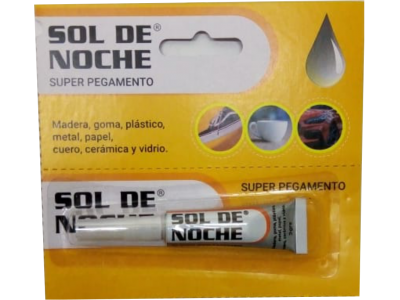 SOL DE®
NOCHE
SUPER PEGAMENTO
Madera, goma, plástico,
metal, papel,
cuero, cerámica y vidrio.
SUPER PEGAMENTO
SOL DE®
NOCHE
SOL DE®
NOCHE